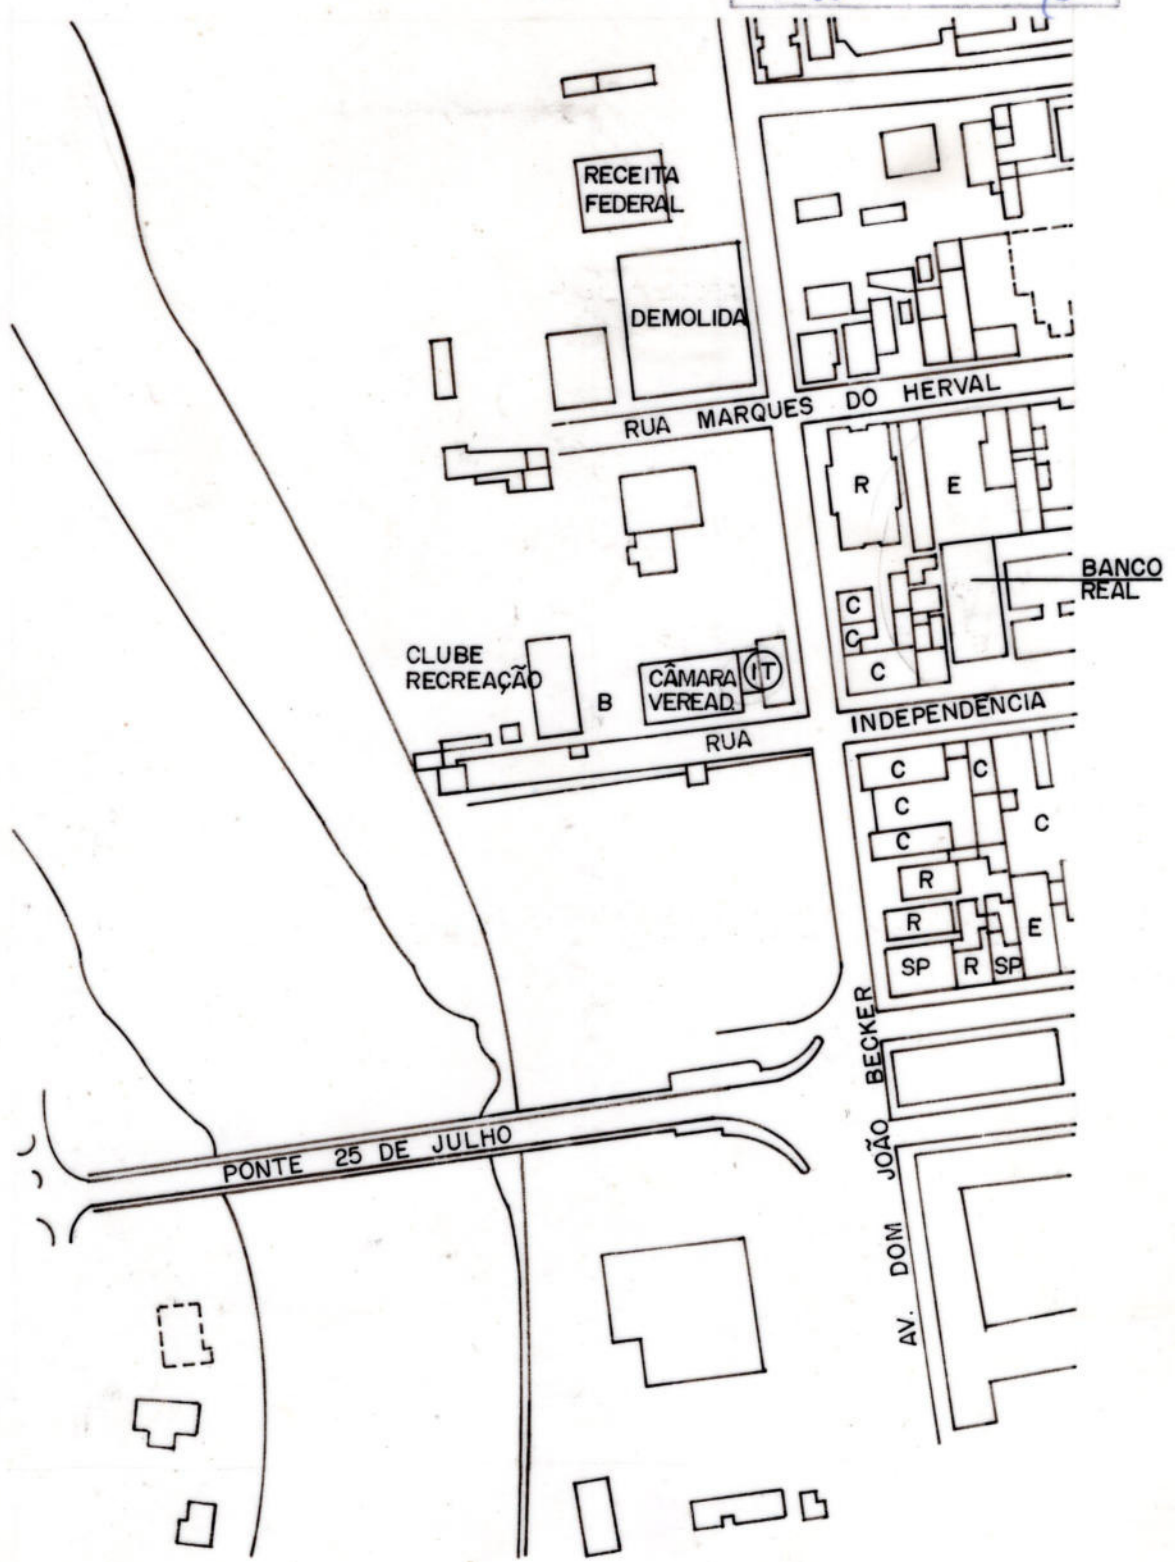 RECEITA
FEDERAL
DEMOLIDA
RUA MARQUES DO HERVAL
R
E
BANCO
REAL
C
C
C
CLUBE
RECREAÇÃO
B
CÂMARA
VEREAD.
IT
RUA INDEPENDÊNCIA
C
C
C
C
C
R
R
E
SP
R
SP
AV. DOM JOÃO BECKER
PONTE 25 DE JULHO